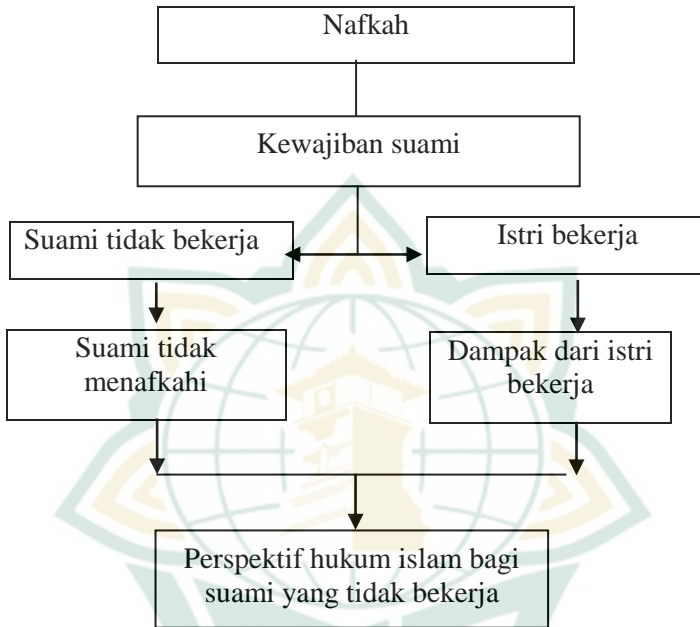 Nafkah
Kewajiban suami
Suami tidak bekerja
Istri bekerja
Suami tidak
menafkahi
Dampak dari istri
bekerja
Perspektif hukum islam bagi
suami yang tidak bekerja